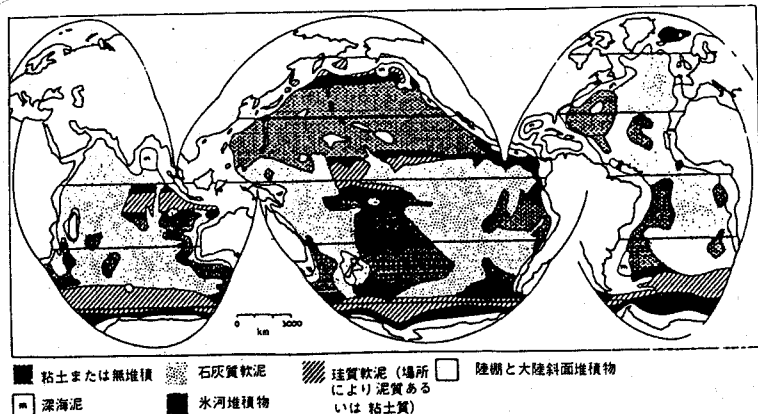 m
0 3000
km
粘土または無堆積
石灰質軟泥
珪質軟泥(場所
により泥質ある
いは 粘土質)
陸棚と大陸斜面堆積物
m 深海泥
氷河堆積物